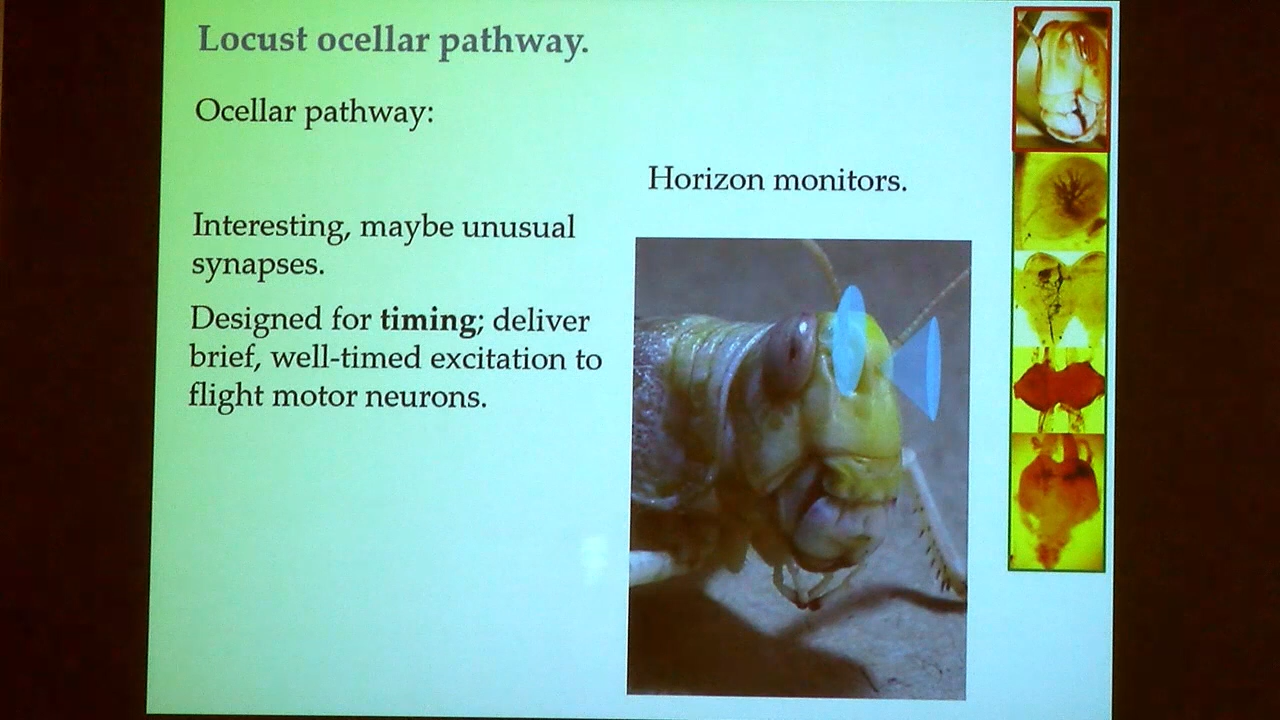 Locust ocellar pathway.
Ocellar pathway:
Horizon monitors.
Interesting, maybe unusual
synapses.
Designed for timing; deliver
brief, well-timed excitation to
flight motor neurons.